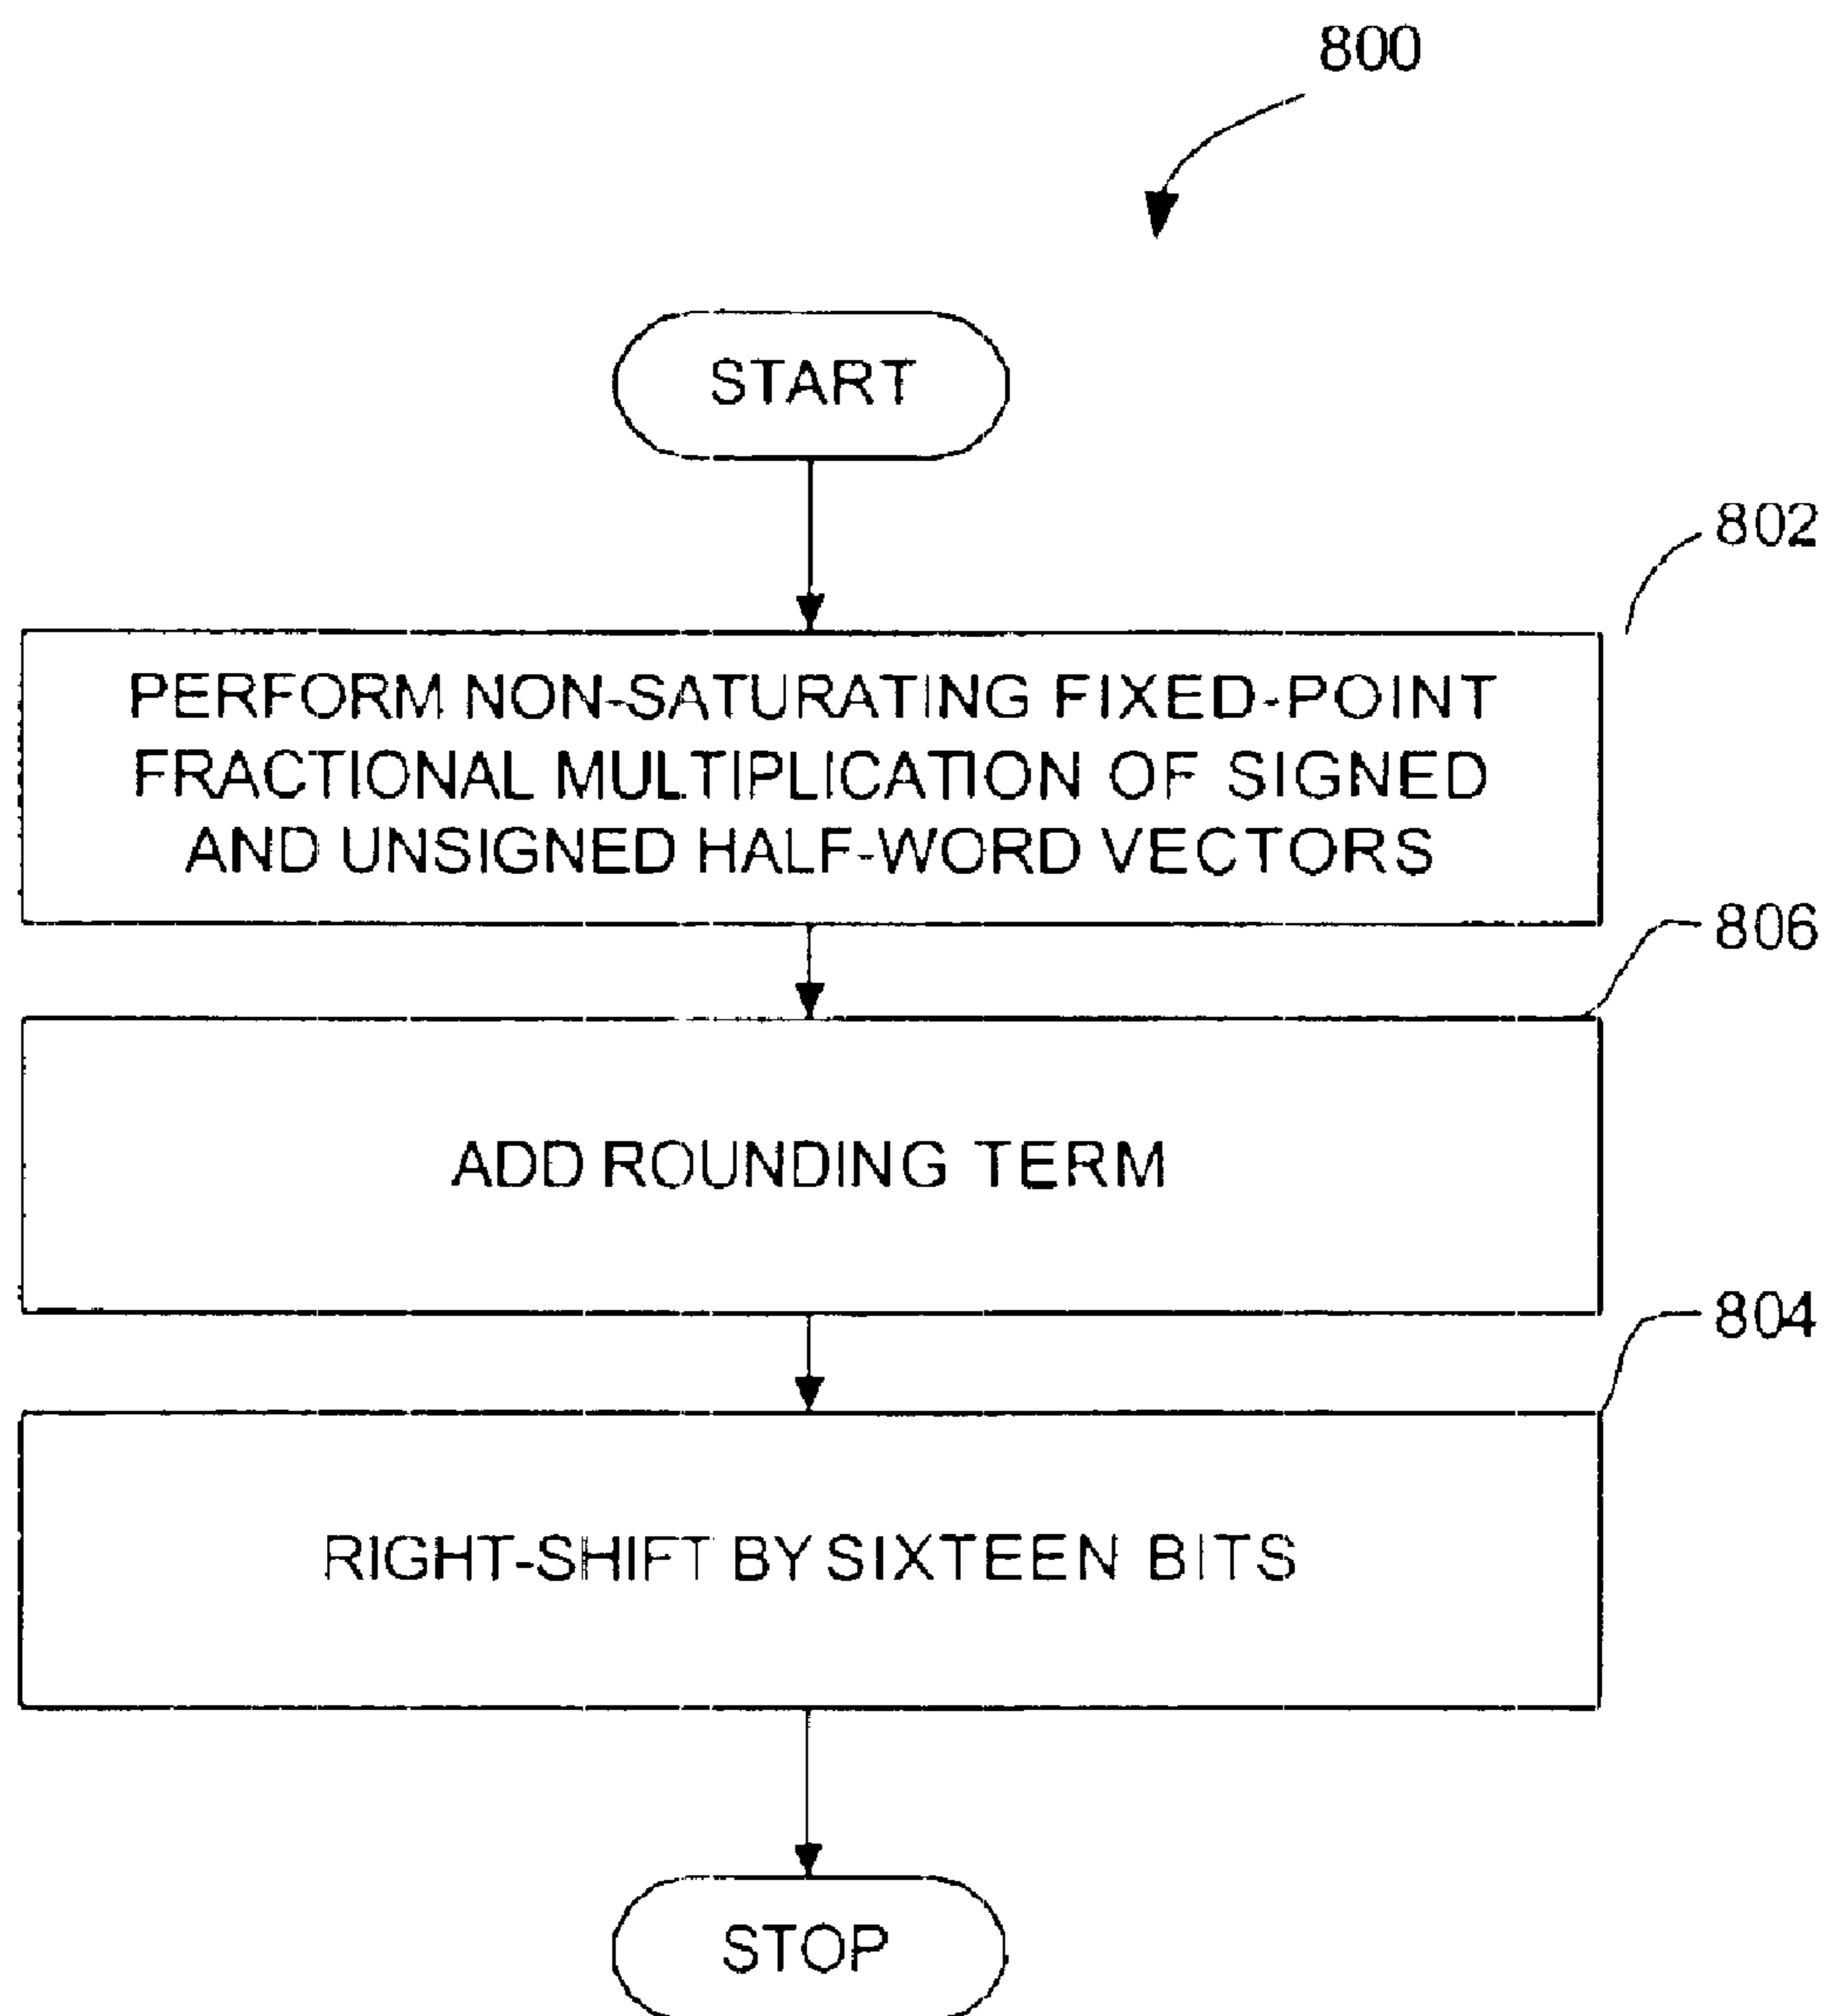 800
START
802
PERFORM NON-SATURATING FIXED-POINT
FRACTIONAL MULTIPLICATION OF SIGNED
AND UNSIGNED HALF-WORD VECTORS
806
ADD ROUNDING TERM
804
RIGHT-SHIFT BY SIXTEEN BITS
STOP